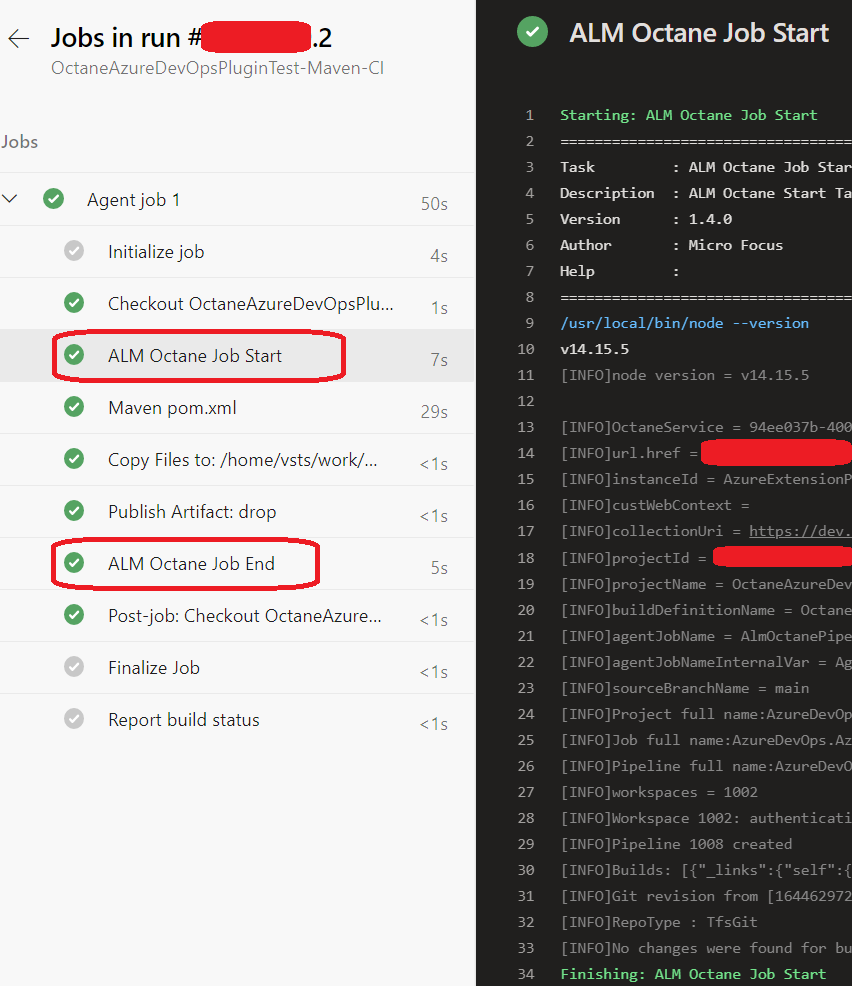 Jobs in run # .2
OctaneAzureDevOpsPluginTest-Maven-CI
Jobs
Agent job 1 50s
Initialize job 4s
Checkout OctaneAzureDevOpsPlu... 1s
ALM Octane Job Start 7s
Maven pom.xml 29s
Copy Files to: /home/vsts/work/... <1s
Publish Artifact: drop <1s
ALM Octane Job End 5s
Post-job: Checkout OctaneAzure... <1s
Finalize Job <1s
Report build status <1s
ALM Octane Job Start
1 Starting: ALM Octane Job Start
2 ==================================
3 Task : ALM Octane Job Star
4 Description : ALM Octane Start Ta
5 Version : 1.4.0
6 Author : Micro Focus
7 Help :
8 ==================================
9 /usr/local/bin/node --version
10 v14.15.5
11 [INFO]node version = v14.15.5
12
13 [INFO]OctaneService = 94ee037b-400
14 [INFO]url.href =
15 [INFO]instanceId = AzureExtensionP
16 [INFO]custWebContext =
17 [INFO]collectionUri = https://dev.
18 [INFO]projectId =
19 [INFO]projectName = OctaneAzureDev
20 [INFO]buildDefinitionName = Octane
21 [INFO]agentJobName = AlmOctanePipe
22 [INFO]agentJobNameInternalVar = Ag
23 [INFO]sourceBranchName = main
24 [INFO]Project full name:AzureDevOp
25 [INFO]Job full name:AzureDevOps.Az
26 [INFO]Pipeline full name:AzureDevO
27 [INFO]workspaces = 1002
28 [INFO]Workspace 1002: authenticati
29 [INFO]Pipeline 1008 created
30 [INFO]Builds: [{"_links":{"self":{
31 [INFO]Git revision from [164462972
32 [INFO]RepoType : TfsGit
33 [INFO]No changes were found for bu
34 Finishing: ALM Octane Job Start